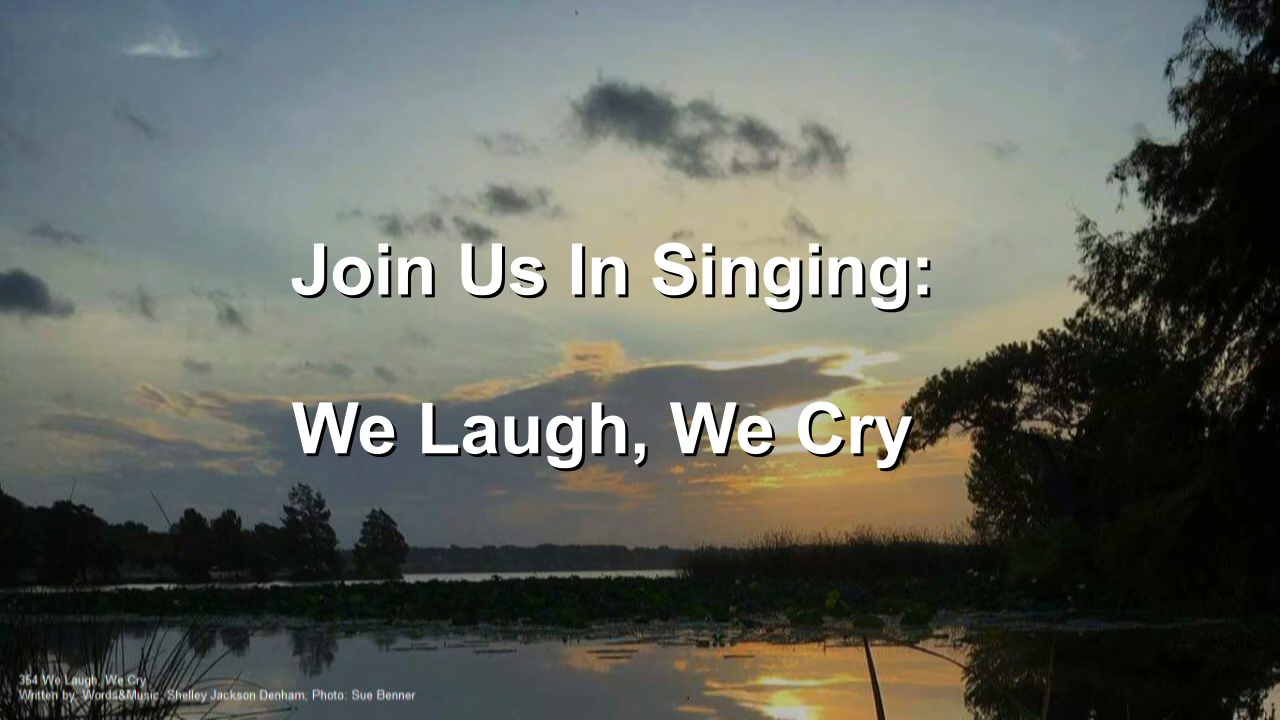 Join Us In Singing:
We Laugh, We Cry
354 We Laugh, We Cry
Written by: Words&Music: Shelley Jackson Denham; Photo: Sue Benner